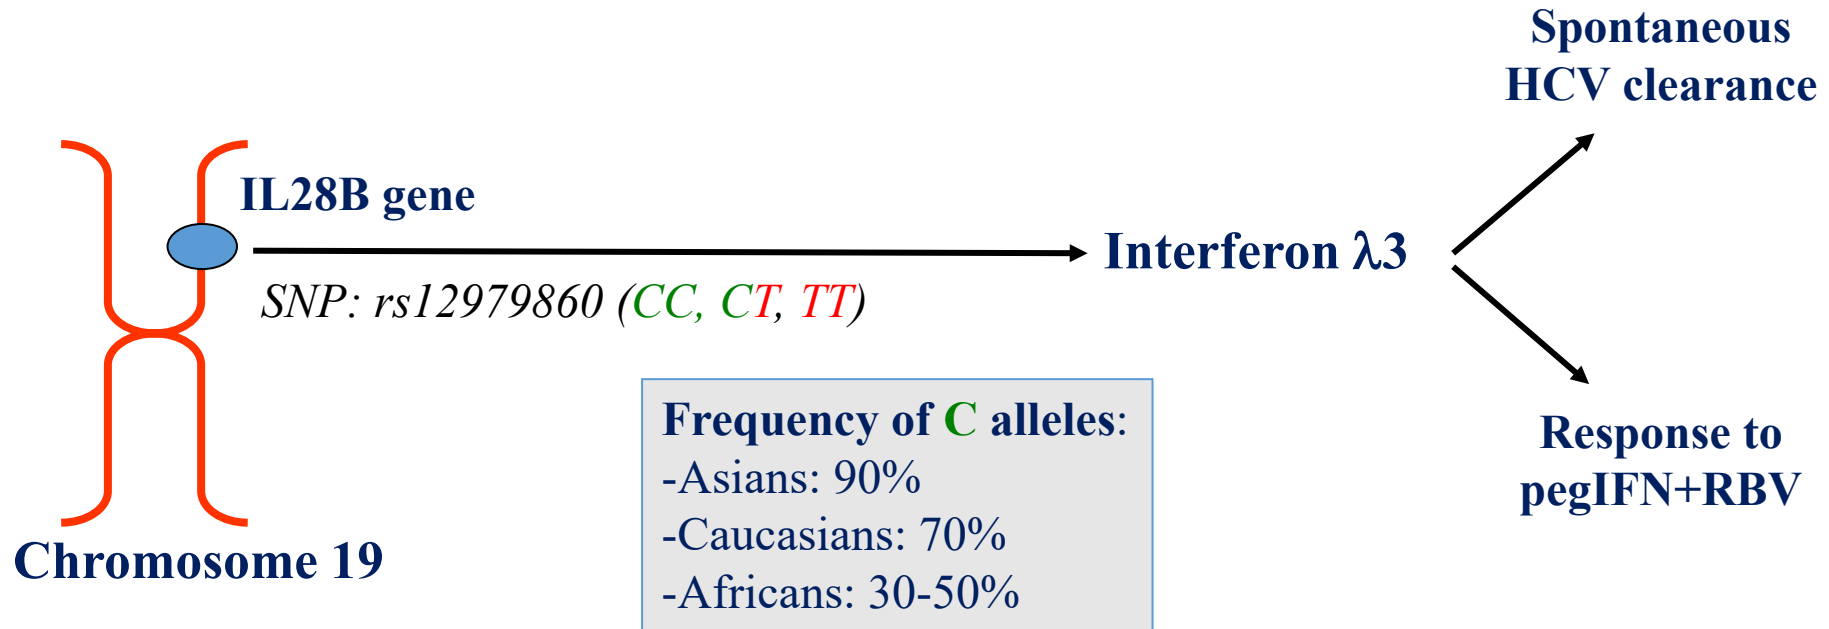 Spontaneous
HCV clearance
IL28B gene
Interferon λ3
SNP: rs12979860 (CC, CT, TT)
Frequency of C alleles:
-Asians: 90%
-Caucasians: 70%
-Africans: 30-50%
Response to
pegIFN+RBV
Chromosome 19